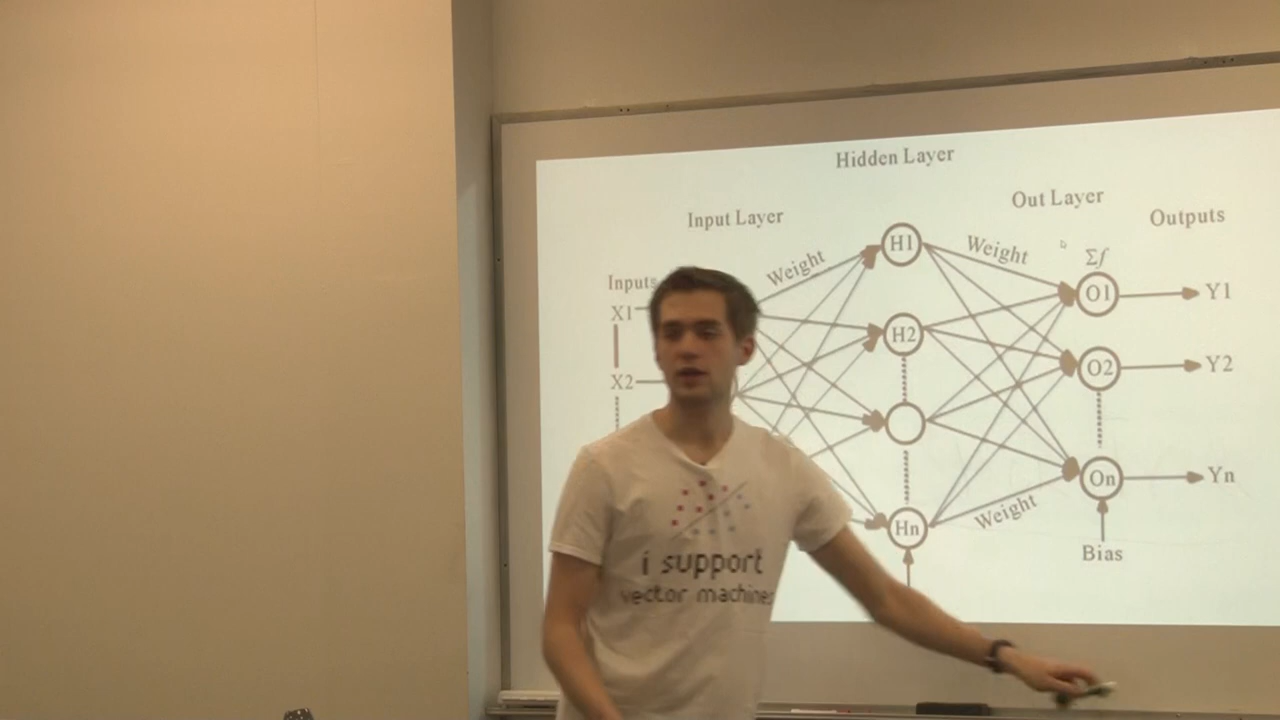 Hidden Layer
Out Layer
Input Layer
Outputs
Weight
H1
Weight
Σf
Inputs
X1
O1
Y1
H2
X2
O2
Y2
On
Yn
Weight
Hn
Bias
i support
vector machines